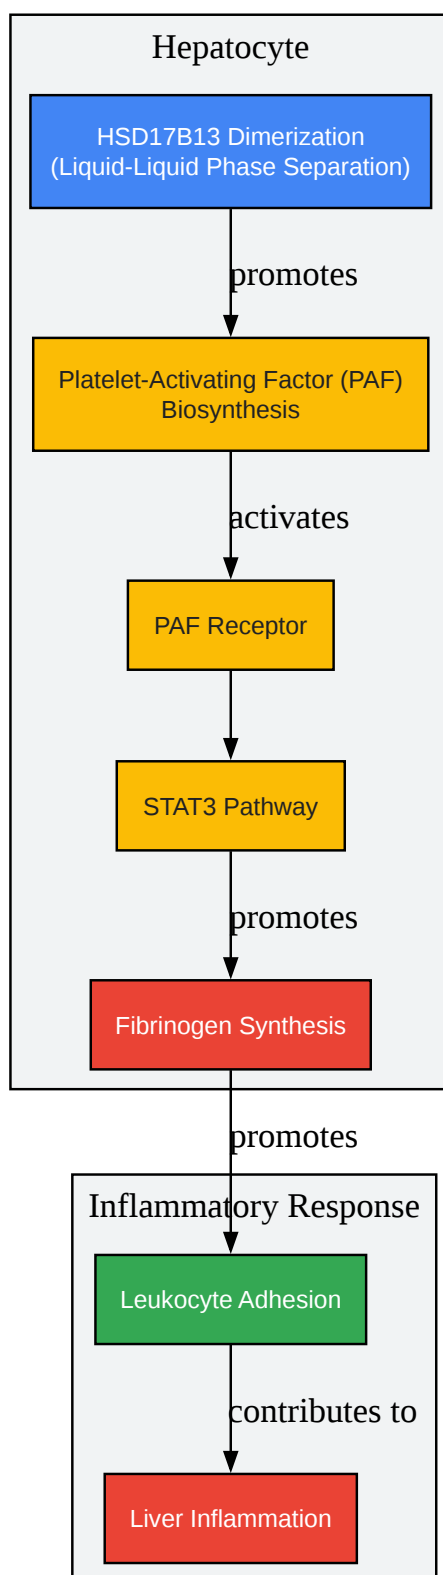 Hepatocyte
HSD17B13 Dimerization
(Liquid-Liquid Phase Separation)
promotes
Platelet-Activating Factor (PAF)
Biosynthesis
activates
PAF Receptor
STAT3 Pathway
promotes
Fibrinogen Synthesis
promotes
Inflammatory Response
Leukocyte Adhesion
contributes to
Liver Inflammation